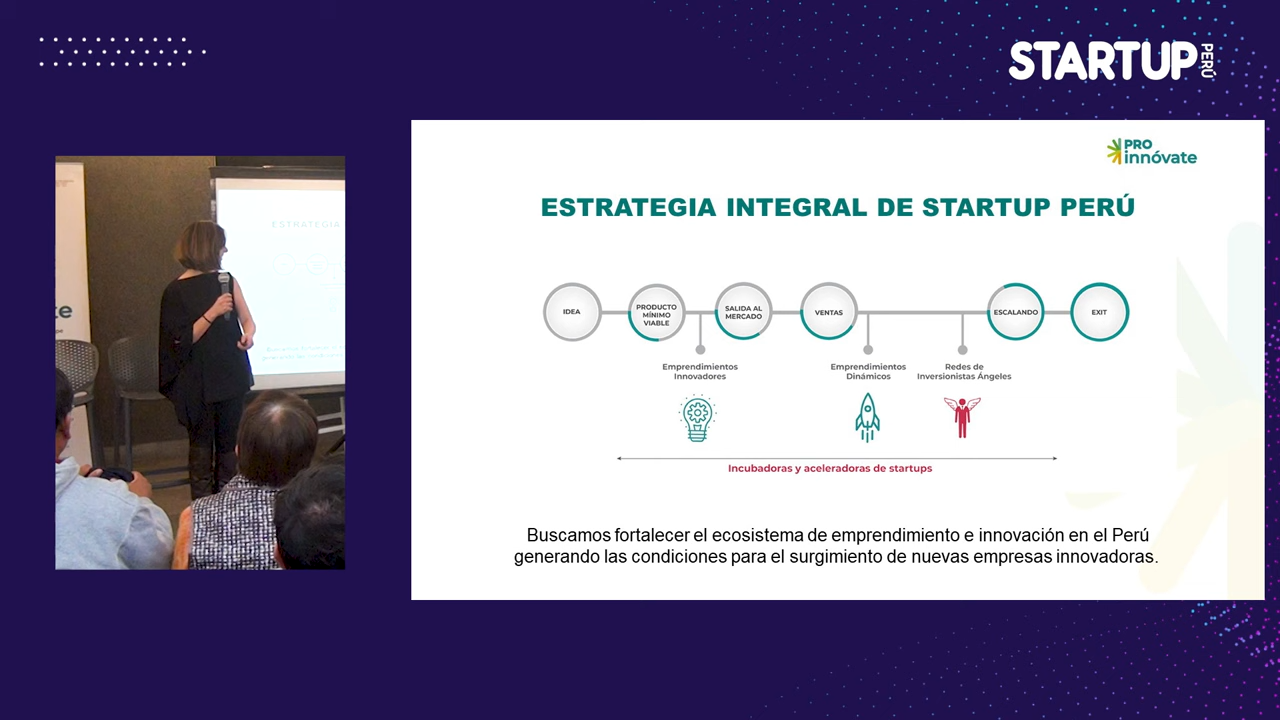 STARTUP PERÚ
PRO
innóvate
ESTRATEGIA INTEGRAL DE STARTUP PERÚ
IDEA
PRODUCTO
MÍNIMO
VIABLE
SALIDA AL
MERCADO
VENTAS
ESCALANDO
EXIT
Emprendimientos
Innovadores
Emprendimientos
Dinámicos
Redes de
Inversionistas Ángeles
Incubadoras y aceleradoras de startups
Buscamos fortalecer el ecosistema de emprendimiento e innovación en el Perú
generando las condiciones para el surgimiento de nuevas empresas innovadoras.
ESTRATEGIA
te